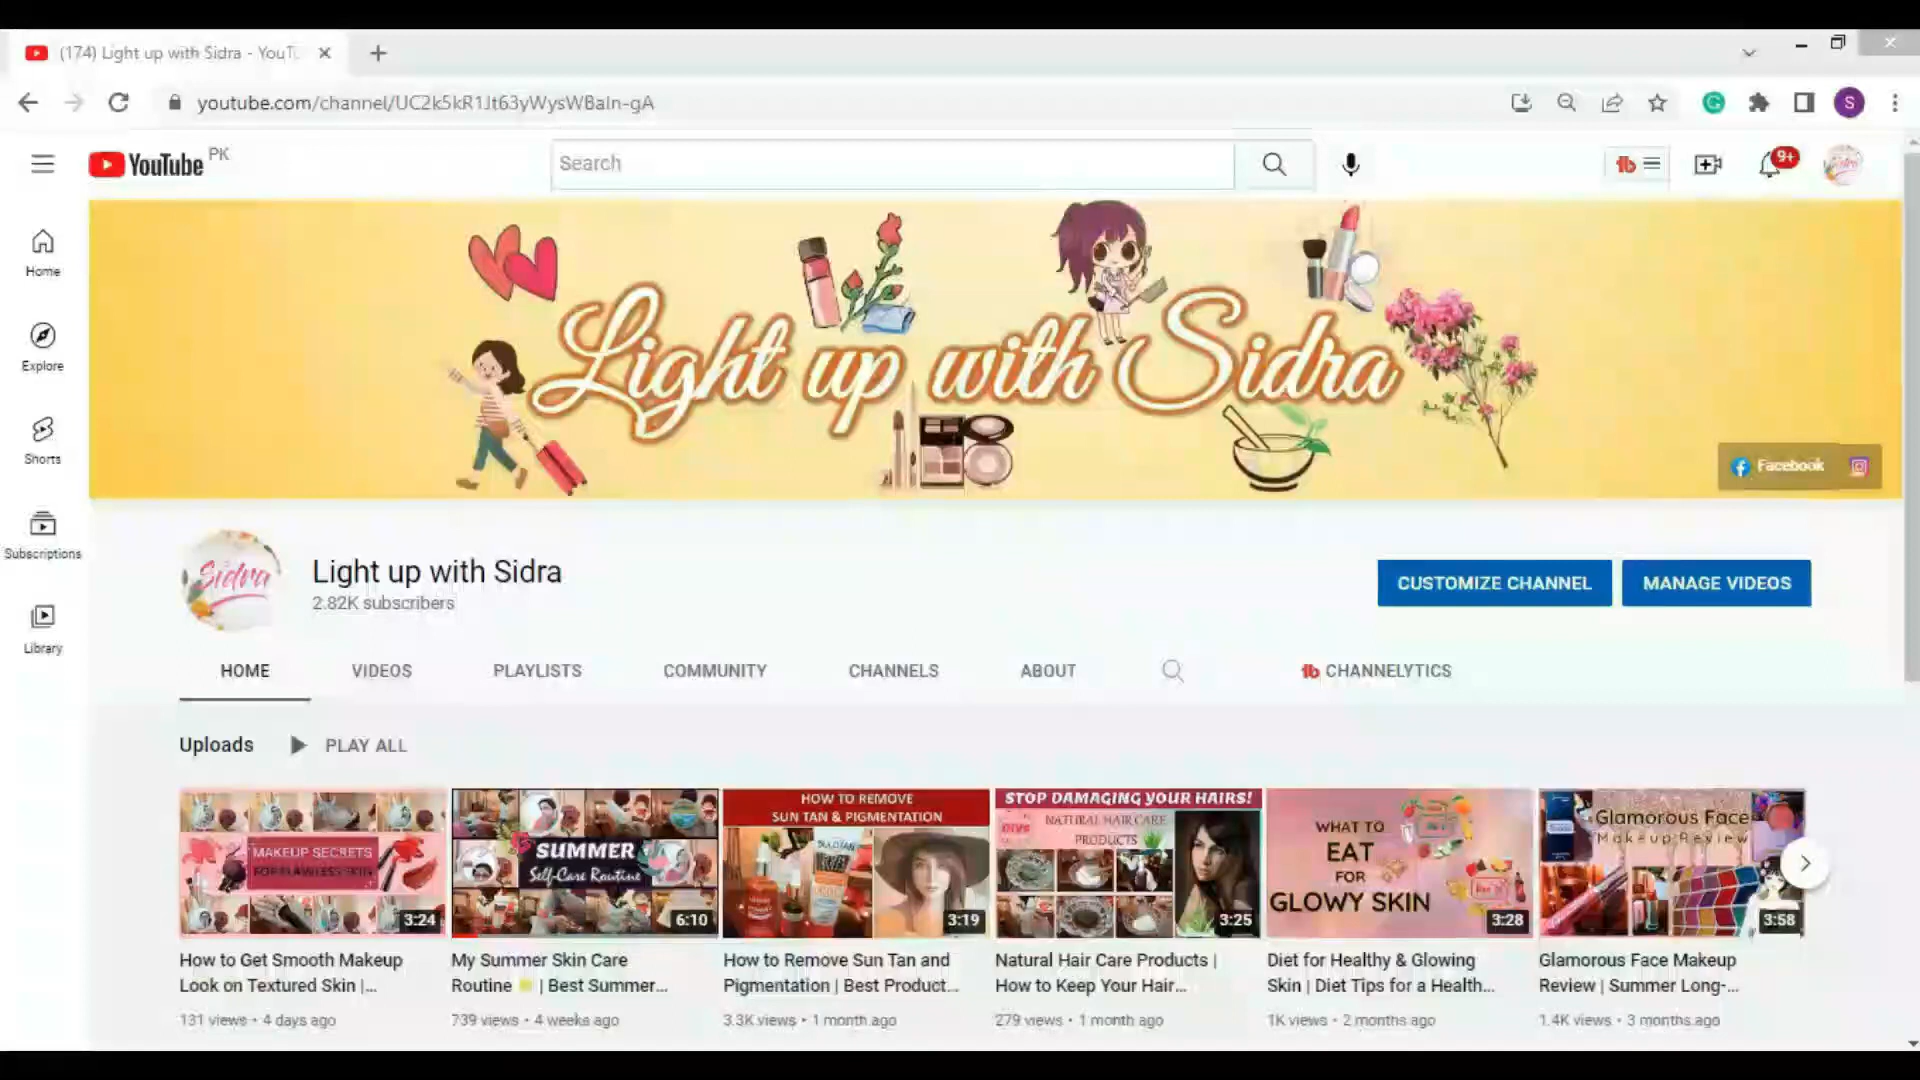 (174) Light up with Sidra - YouTu
youtube.com/channel/UC2k5kR1Jt63yWysWBaIn-gA
S
YouTube PK
Search
9+
Home
Explore
Shorts
Subscriptions
Library
Light up with Sidra
Facebook
Sidra
Light up with Sidra
2.82K subscribers
CUSTOMIZE CHANNEL
MANAGE VIDEOS
HOME
VIDEOS
PLAYLISTS
COMMUNITY
CHANNELS
ABOUT
CHANNELYTICS
Uploads
PLAY ALL
MAKEUP SECRETS
FOR FLAWLESS SKIN
3:24
SUMMER
Self-Care Routine
6:10
HOW TO REMOVE
SUN TAN & PIGMENTATION
3:19
STOP DAMAGING YOUR HAIRS!
NATURAL HAIR CARE
PRODUCTS
3:25
WHAT TO
EAT
FOR
GLOWY SKIN
3:28
Glamorous Face
Makeup Review
3:58
How to Get Smooth Makeup
Look on Textured Skin |...
131 views • 4 days ago
My Summer Skin Care
Routine | Best Summer...
739 views • 4 weeks ago
How to Remove Sun Tan and
Pigmentation | Best Product...
3.3K views • 1 month ago
Natural Hair Care Products |
How to Keep Your Hair...
279 views • 1 month ago
Diet for Healthy & Glowing
Skin | Diet Tips for a Health...
1K views • 2 months ago
Glamorous Face Makeup
Review | Summer Long-...
1.4K views • 3 months ago